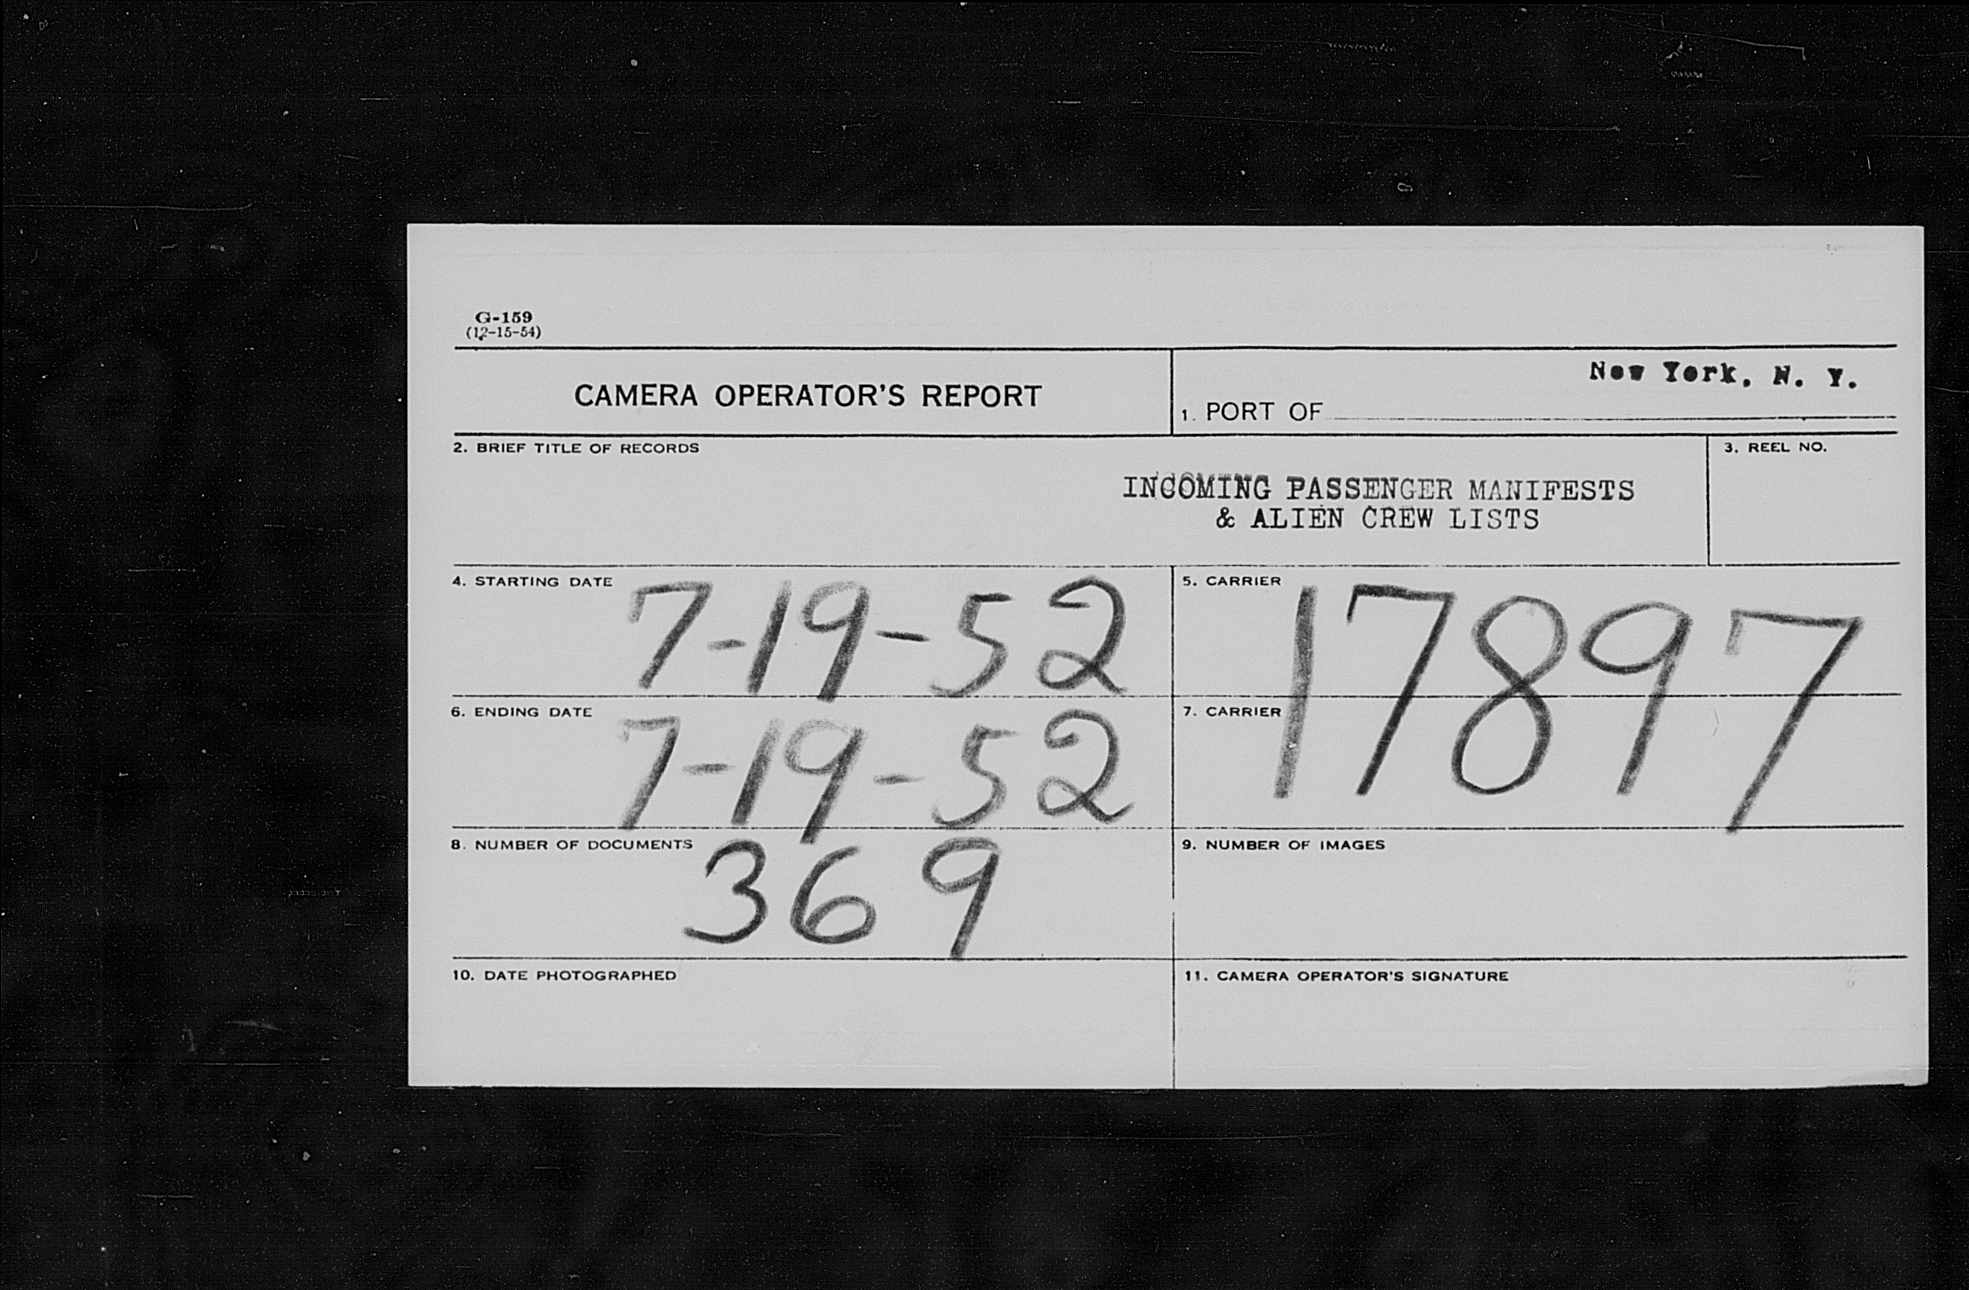 G-159
(12-15-54)
CAMERA OPERATOR'S REPORT
New York, N. Y.
1. PORT OF
2. BRIEF TITLE OF RECORDS
3. REEL NO.
INCOMING PASSENGER MANIFESTS
& ALIEN CREW LISTS
4. STARTING DATE 7-19-52
5. CARRIER
17897
6. ENDING DATE 7-19-52
7. CARRIER
8. NUMBER OF DOCUMENTS 369
9. NUMBER OF IMAGES
10. DATE PHOTOGRAPHED
11. CAMERA OPERATOR'S SIGNATURE